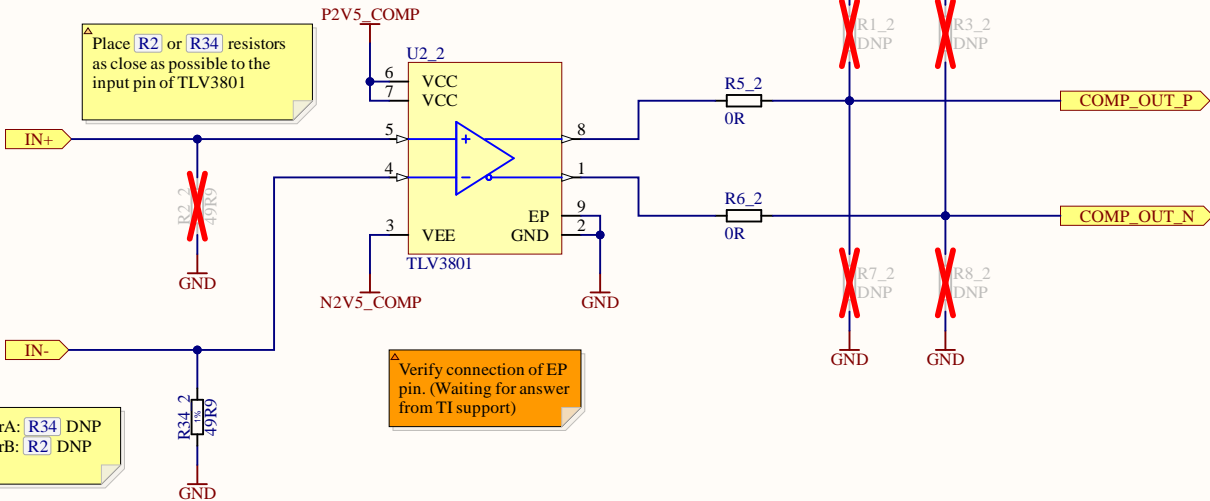 P2V5_COMP
Place R2 or R34 resistors
as close as possible to the
input pin of TLV3801
R1_2
DNP
R3_2
DNP
U2_2
6 VCC
7 VCC
R5_2
0R
COMP_OUT_P
IN+
5
+
8
4
-
1
R2_2
49R9
GND
R6_2
0R
COMP_OUT_N
EP 9
3 VEE
GND 2
TLV3801
N2V5_COMP
GND
R7_2
DNP
R8_2
DNP
GND
GND
IN-
Verify connection of EP
pin. (Waiting for answer
from TI support)
R34_2
1%
49R9
rA: R34 DNP
rB: R2 DNP
GND